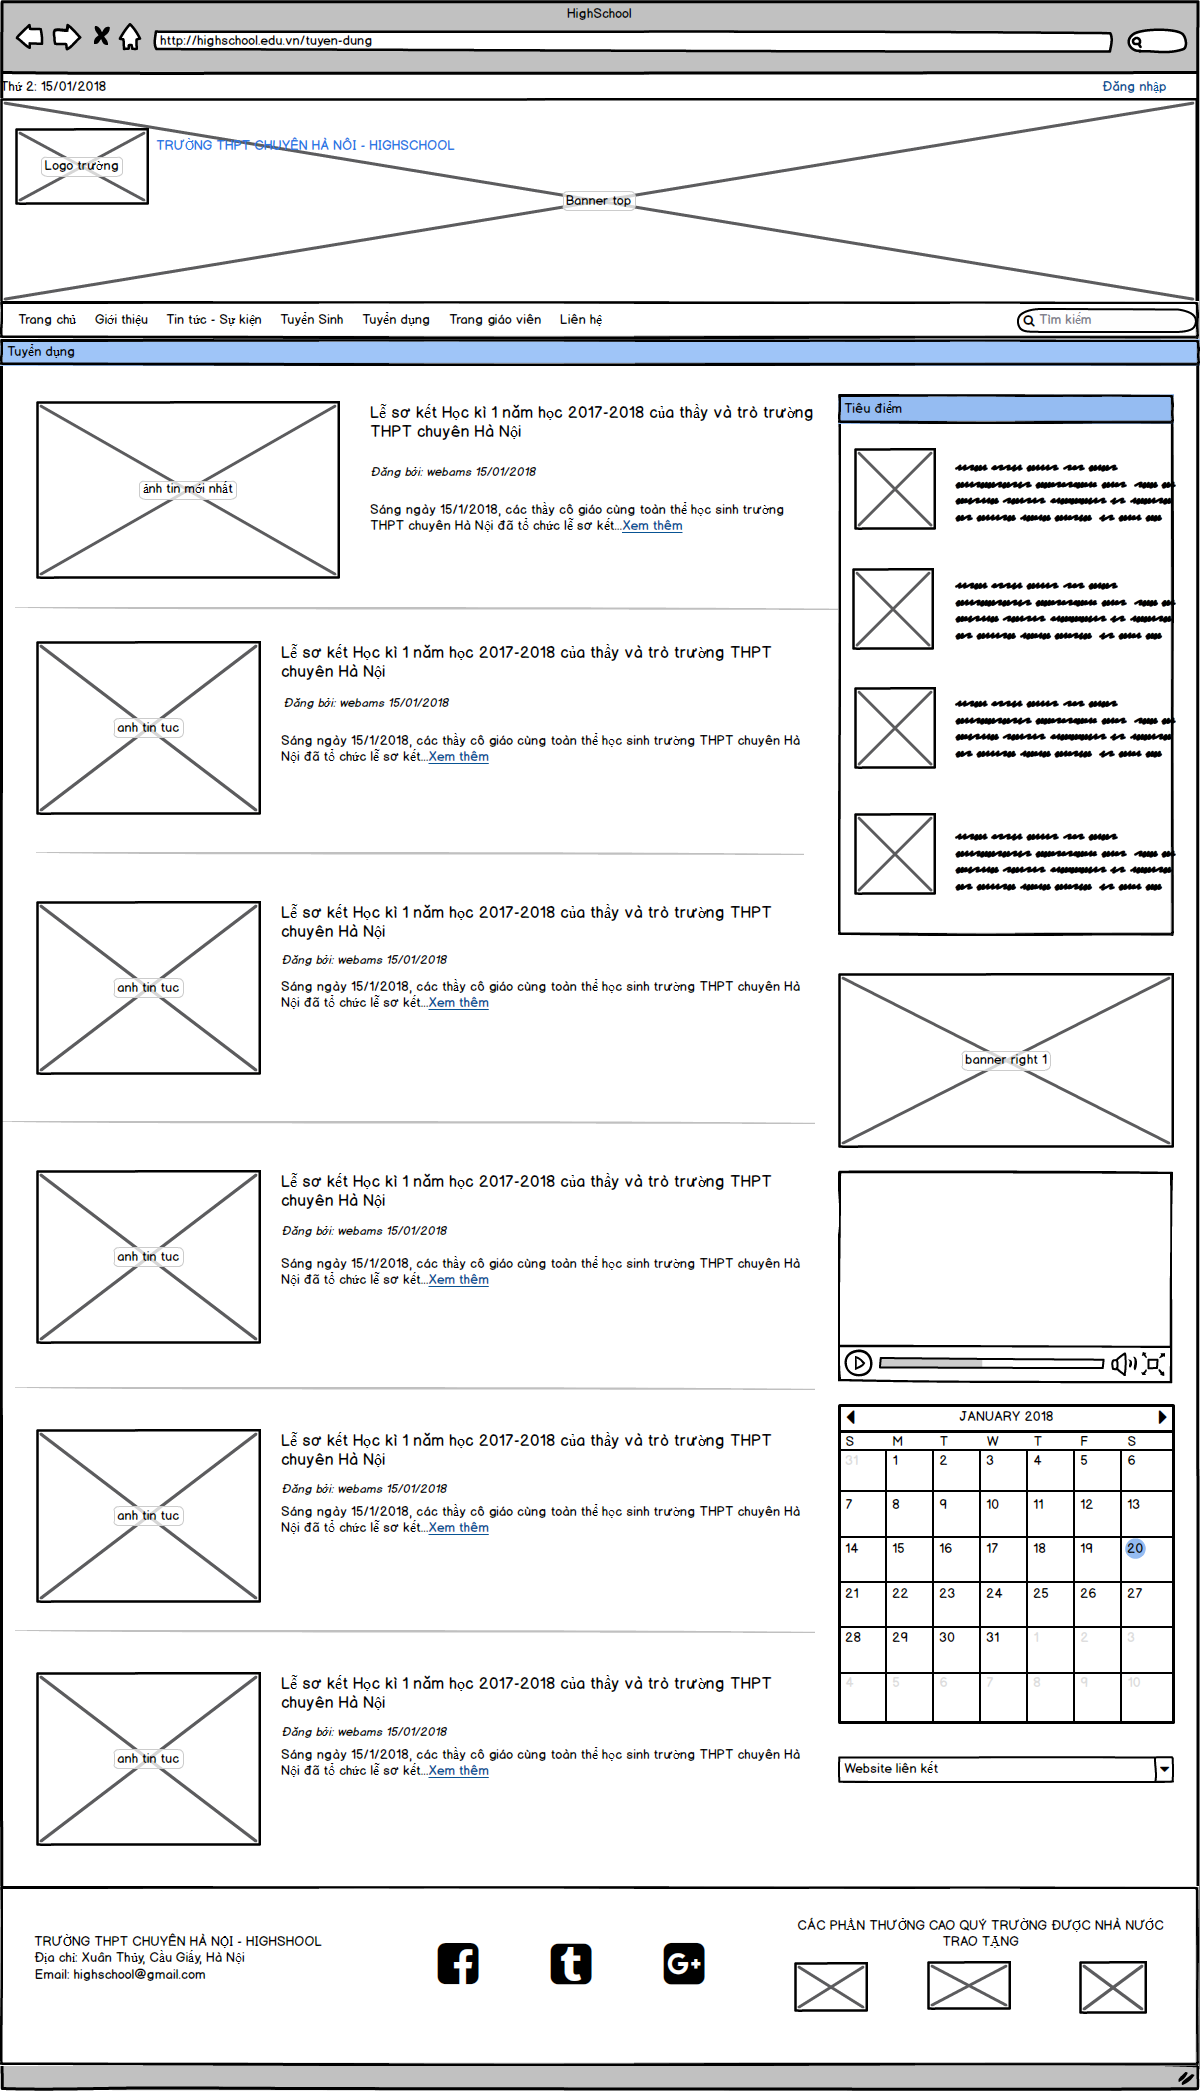 HighSchool
http://highschool.edu.vn/tuyen-dung
Thứ 2: 15/01/2018
Đăng nhập
TRƯỜNG THPT CHUYÊN HÀ NÔI - HIGHSCHOOL
Logo trường
Banner top
Trang chủ Giới thiệu Tin tức - Sự kiện Tuyển Sinh Tuyển dụng Trang giáo viên Liên hệ
Tìm kiếm
Tuyển dụng
ảnh tin mới nhất
Lễ sơ kết Học kì 1 năm học 2017-2018 của thầy và trò trường
THPT chuyên Hà Nội
Đăng bởi: webams 15/01/2018
Sáng ngày 15/1/2018, các thầy cô giáo cùng toàn thể học sinh trường
THPT chuyên Hà Nội đã tổ chức lễ sơ kết...Xem thêm
anh tin tuc
Lễ sơ kết Học kì 1 năm học 2017-2018 của thầy và trò trường THPT
chuyên Hà Nội
Đăng bởi: webams 15/01/2018
Sáng ngày 15/1/2018, các thầy cô giáo cùng toàn thể học sinh trường THPT chuyên Hà
Nội đã tổ chức lễ sơ kết...Xem thêm
anh tin tuc
Lễ sơ kết Học kì 1 năm học 2017-2018 của thầy và trò trường THPT
chuyên Hà Nội
Đăng bởi: webams 15/01/2018
Sáng ngày 15/1/2018, các thầy cô giáo cùng toàn thể học sinh trường THPT chuyên Hà
Nội đã tổ chức lễ sơ kết...Xem thêm
anh tin tuc
Lễ sơ kết Học kì 1 năm học 2017-2018 của thầy và trò trường THPT
chuyên Hà Nội
Đăng bởi: webams 15/01/2018
Sáng ngày 15/1/2018, các thầy cô giáo cùng toàn thể học sinh trường THPT chuyên Hà
Nội đã tổ chức lễ sơ kết...Xem thêm
anh tin tuc
Lễ sơ kết Học kì 1 năm học 2017-2018 của thầy và trò trường THPT
chuyên Hà Nội
Đăng bởi: webams 15/01/2018
Sáng ngày 15/1/2018, các thầy cô giáo cùng toàn thể học sinh trường THPT chuyên Hà
Nội đã tổ chức lễ sơ kết...Xem thêm
anh tin tuc
Lễ sơ kết Học kì 1 năm học 2017-2018 của thầy và trò trường THPT
chuyên Hà Nội
Đăng bởi: webams 15/01/2018
Sáng ngày 15/1/2018, các thầy cô giáo cùng toàn thể học sinh trường THPT chuyên Hà
Nội đã tổ chức lễ sơ kết...Xem thêm
Tiêu điểm
banner right 1
JANUARY 2018
S M T W T F S
31 1 2 3 4 5 6
7 8 9 10 11 12 13
14 15 16 17 18 19 20
21 22 23 24 25 26 27
28 29 30 31 1 2 3
4 5 6 7 8 9 10
Website liên kết
TRƯỜNG THPT CHUYÊN HÀ NỘI - HIGHSHOOL
Địa chỉ: Xuân Thủy, Cầu Giấy, Hà Nội
Email: highschool@gmail.com
f
t
G+
CÁC PHẦN THƯỞNG CAO QUÝ TRƯỜNG ĐƯỢC NHÀ NƯỚC
TRAO TẶNG